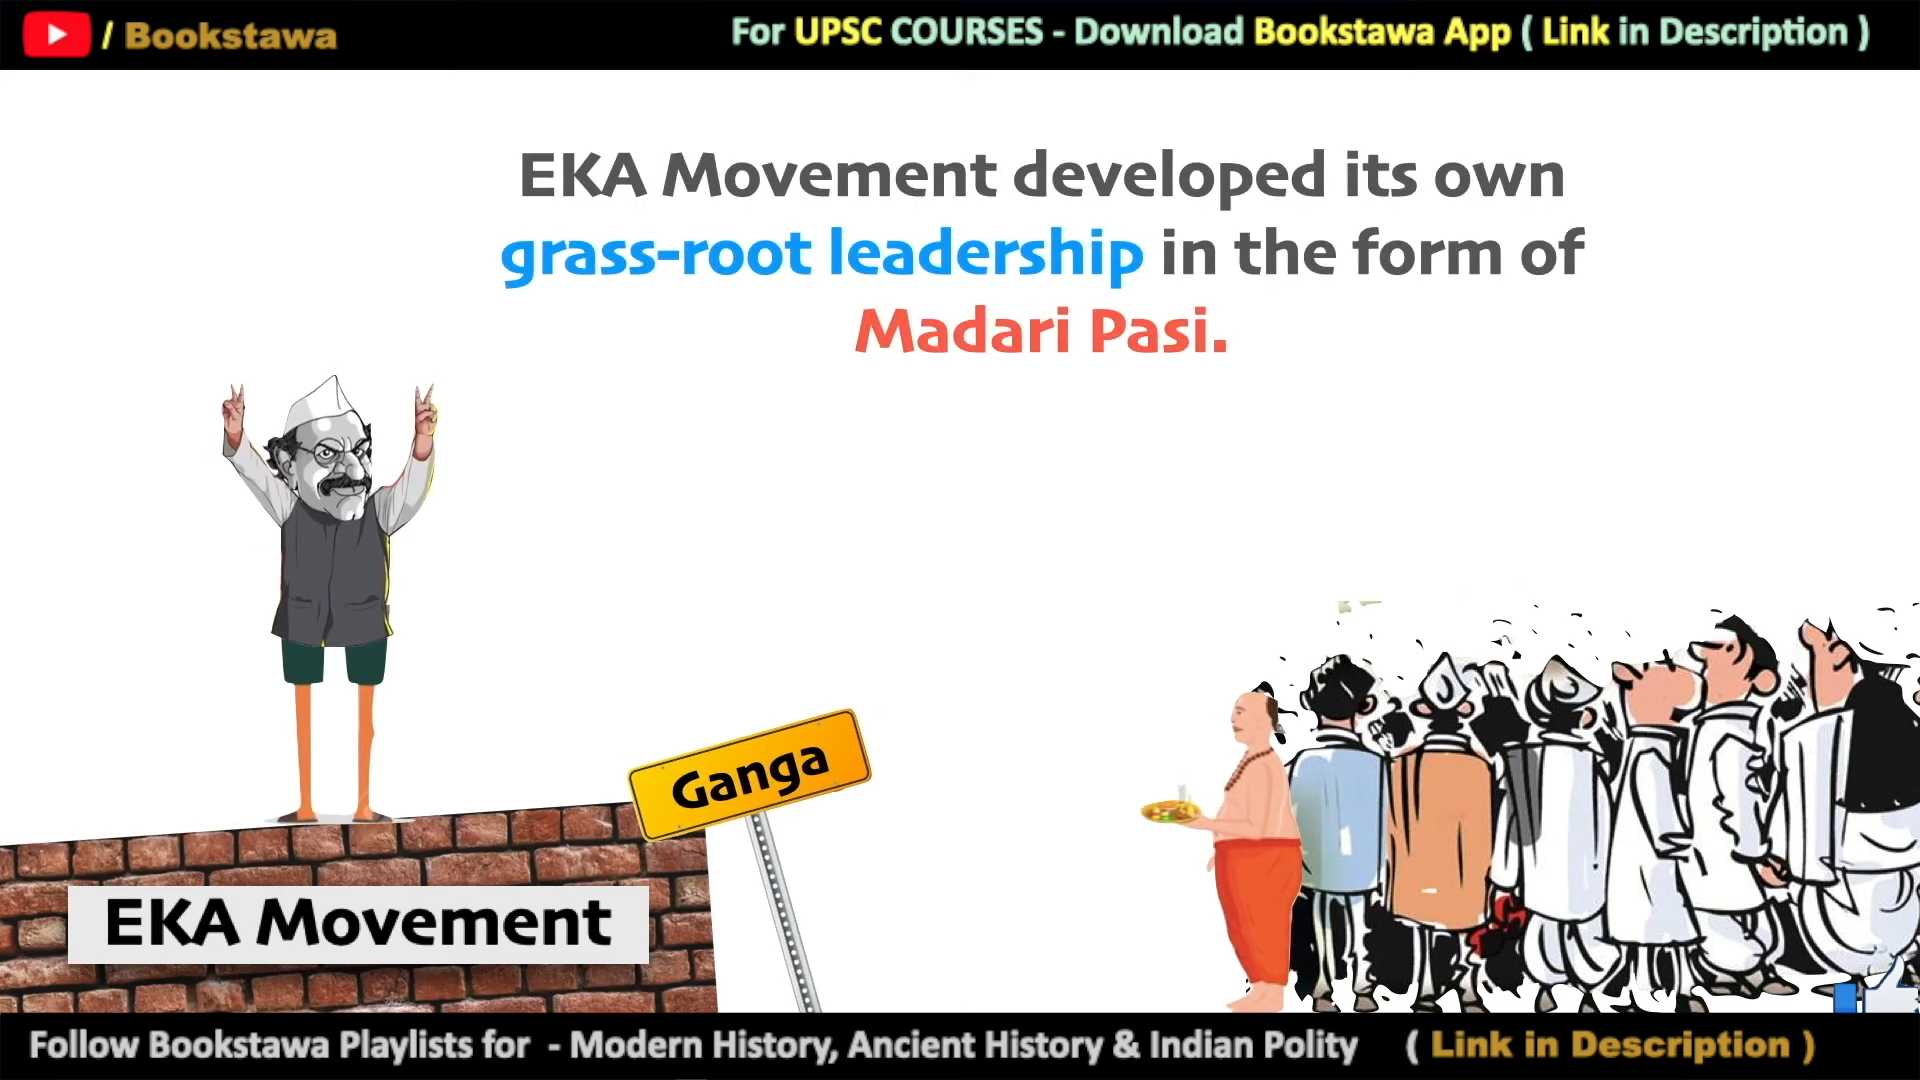 / Bookstawa
For UPSC COURSES - Download Bookstawa App ( Link in Description )
EKA Movement developed its own
grass-root leadership in the form of
Madari Pasi.
Ganga
EKA Movement
Follow Bookstawa Playlists for - Modern History, Ancient History & Indian Polity ( Link in Description )